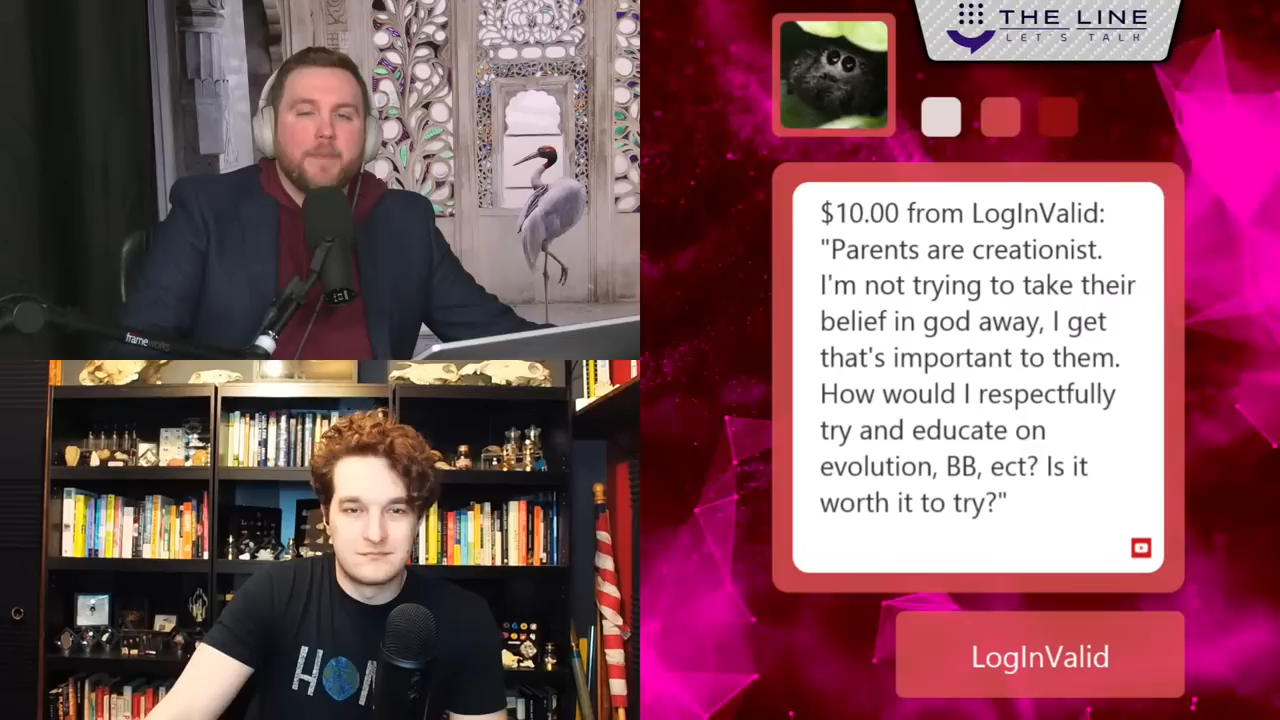 THE LINE
LET'S TALK
$10.00 from LogInValid:
"Parents are creationist.
I'm not trying to take their
belief in god away, I get
that's important to them.
How would I respectfully
try and educate on
evolution, BB, ect? Is it
worth it to try?"
LogInValid
frameworks